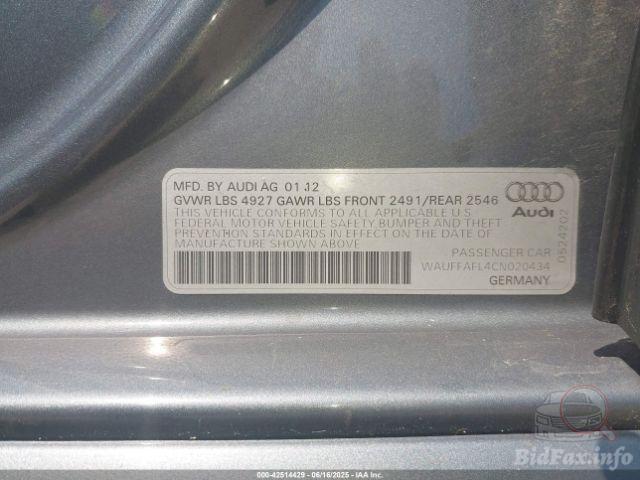 MFD. BY AUDI AG 01.12
GVWR LBS 4927 GAWR LBS FRONT 2491/REAR 2546
THIS VEHICLE CONFORMS TO ALL APPLICABLE U S
FEDERAL MOTOR VEHICLE SAFETY BUMPER AND THEFT
PREVENTION STANDARDS IN EFFECT ON THE DATE OF
MANUFACTURE SHOWN ABOVE
Audi
0524202
PASSENGER CAR
WAUFFAFL4CN020434
GERMANY
BidFax.info
000-42514429 - 06/16/2025 - IAA Inc.